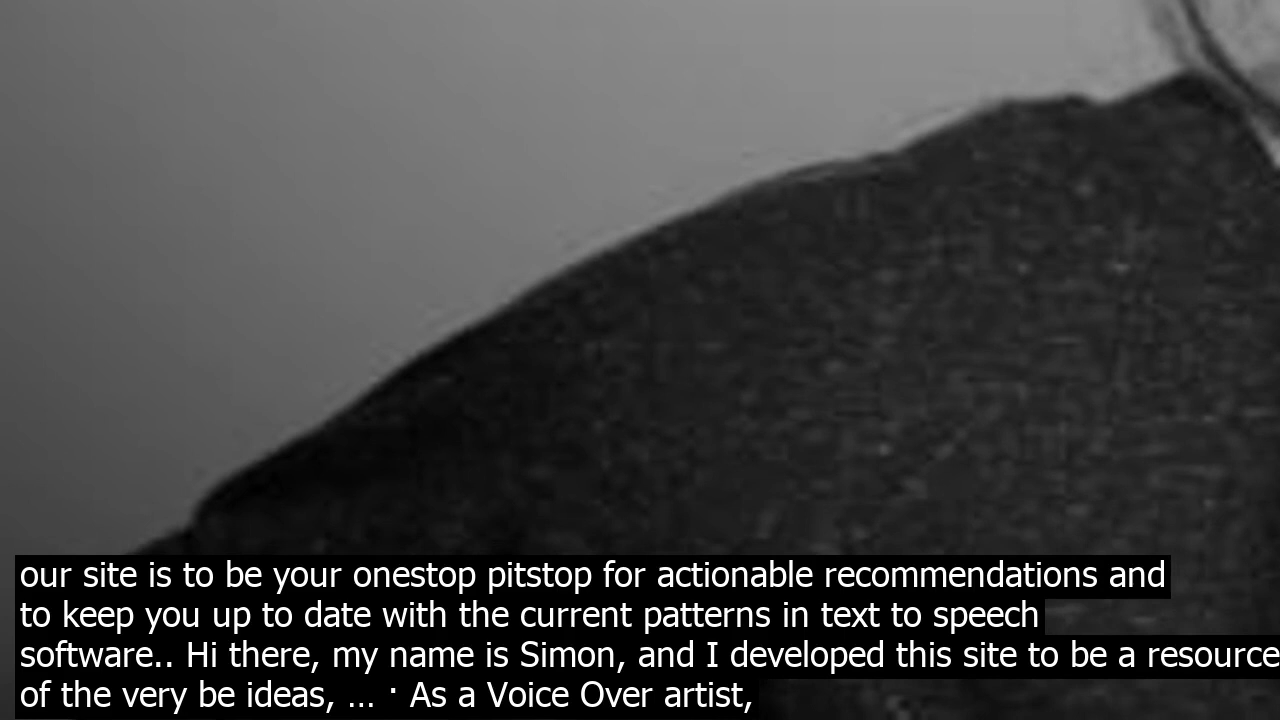 our site is to be your onestop pitstop for actionable recommendations and
to keep you up to date with the current patterns in text to speech
software.. Hi there, my name is Simon, and I developed this site to be a resource
of the very be ideas, ... · As a Voice Over artist,